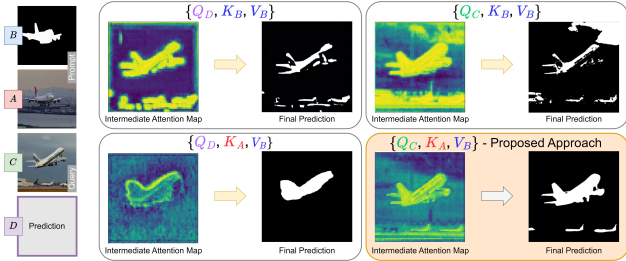 B
Prompt
A
C
Query
D
Prediction
{Q_D, K_B, V_B}
Intermediate Attention Map
Final Prediction
{Q_C, K_B, V_B}
Intermediate Attention Map
Final Prediction
{Q_D, K_A, V_B}
Intermediate Attention Map
Final Prediction
{Q_C, K_A, V_B} - Proposed Approach
Intermediate Attention Map
Final Prediction